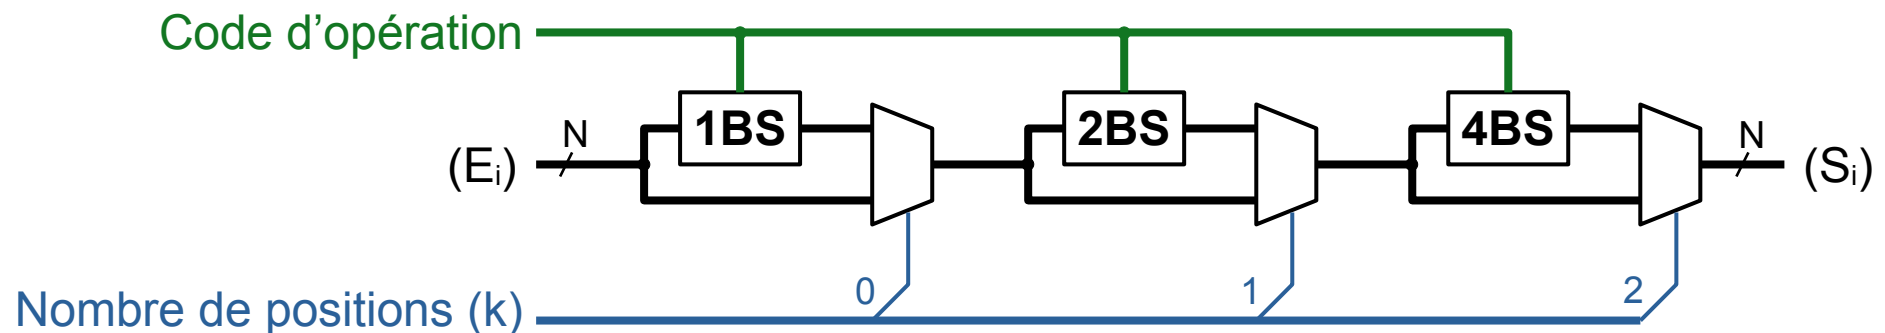 Code d’opération
1BS
2BS
4BS
N
N
(Ei)
(Si)
0
1
2
Nombre de positions (k)